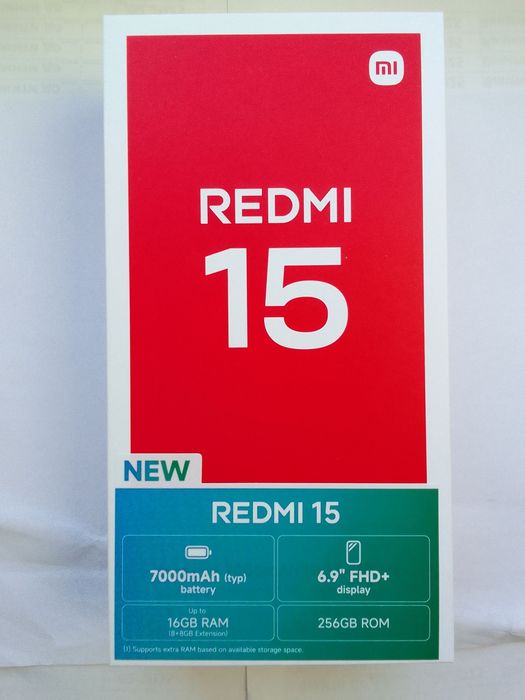 mi
REDMI
15
NEW
REDMI 15
7000mAh (typ)
battery
6.9" FHD+
display
Up to
16GB RAM
(8+8GB Extension)
256GB ROM
(1) Supports extra RAM based on available storage space.